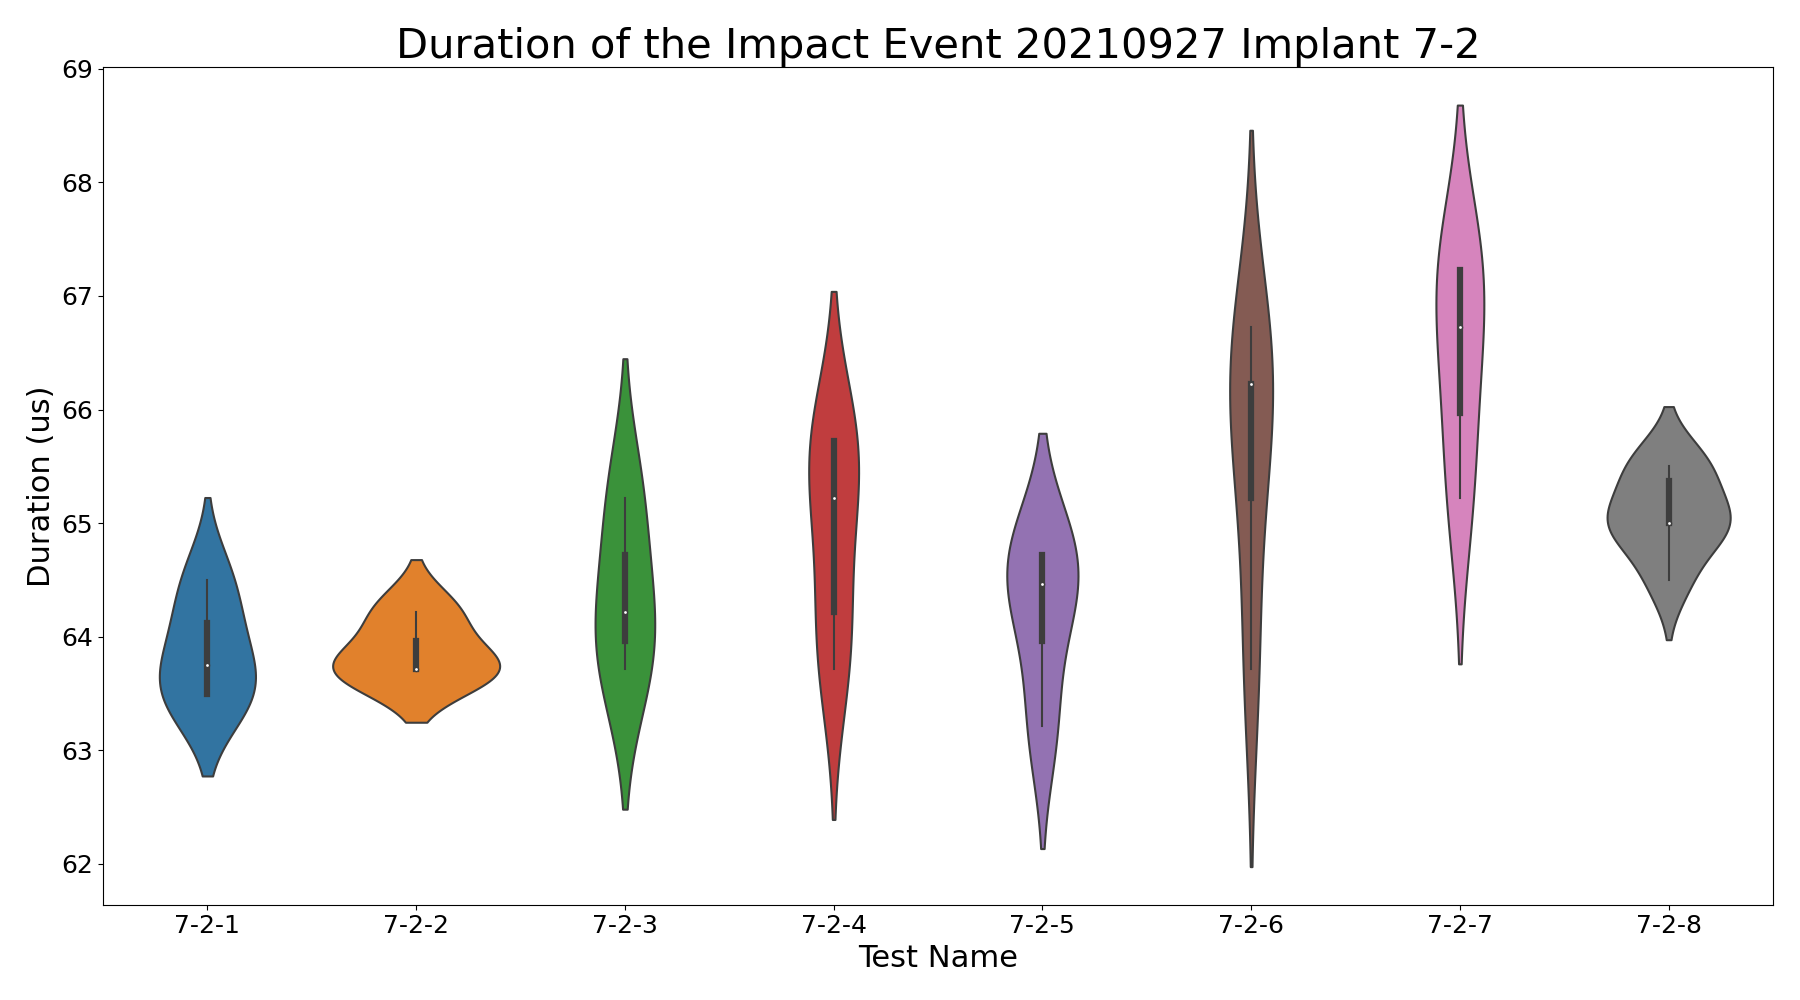 Duration of the Impact Event 20210927 Implant 7-2
Duration (us)
69
68
67
66
65
64
63
62
7-2-1 7-2-2 7-2-3 7-2-4 7-2-5 7-2-6 7-2-7 7-2-8
Test Name